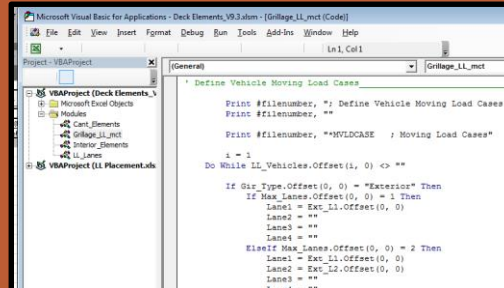 Microsoft Visual Basic for Applications - Deck Elements_V9.3.xlsm - [Grillage_LL_mct (Code)]
File Edit View Insert Format Debug Run Tools Add-Ins Window Help
Ln 1, Col 1
Project - VBAProject
(General)
Grillage_LL_mct
VBAProject (Deck Elements_V
Microsoft Excel Objects
Modules
Cant_Elements
Grillage_LL_mct
Interior_Elements
LL_Lanes
VBAProject (LL Placement.xls
' Define Vehicle Moving Load Cases
Print #filenumber, "; Define Vehicle Moving Load Cases
Print #filenumber, ""
Print #filenumber, "*MVLDCASE ; Moving Load Cases"
i = 1
Do While LL_Vehicles.Offset(i, 0) <> ""
If Gir_Type.Offset(0, 0) = "Exterior" Then
If Max_Lanes.Offset(0, 0) = 1 Then
Lane1 = Ext_L1.Offset(0, 0)
Lane2 = ""
Lane3 = ""
Lane4 = ""
ElseIf Max_Lanes.Offset(0, 0) = 2 Then
Lane1 = Ext_L1.Offset(0, 0)
Lane2 = Ext_L2.Offset(0, 0)
Lane3 = ""